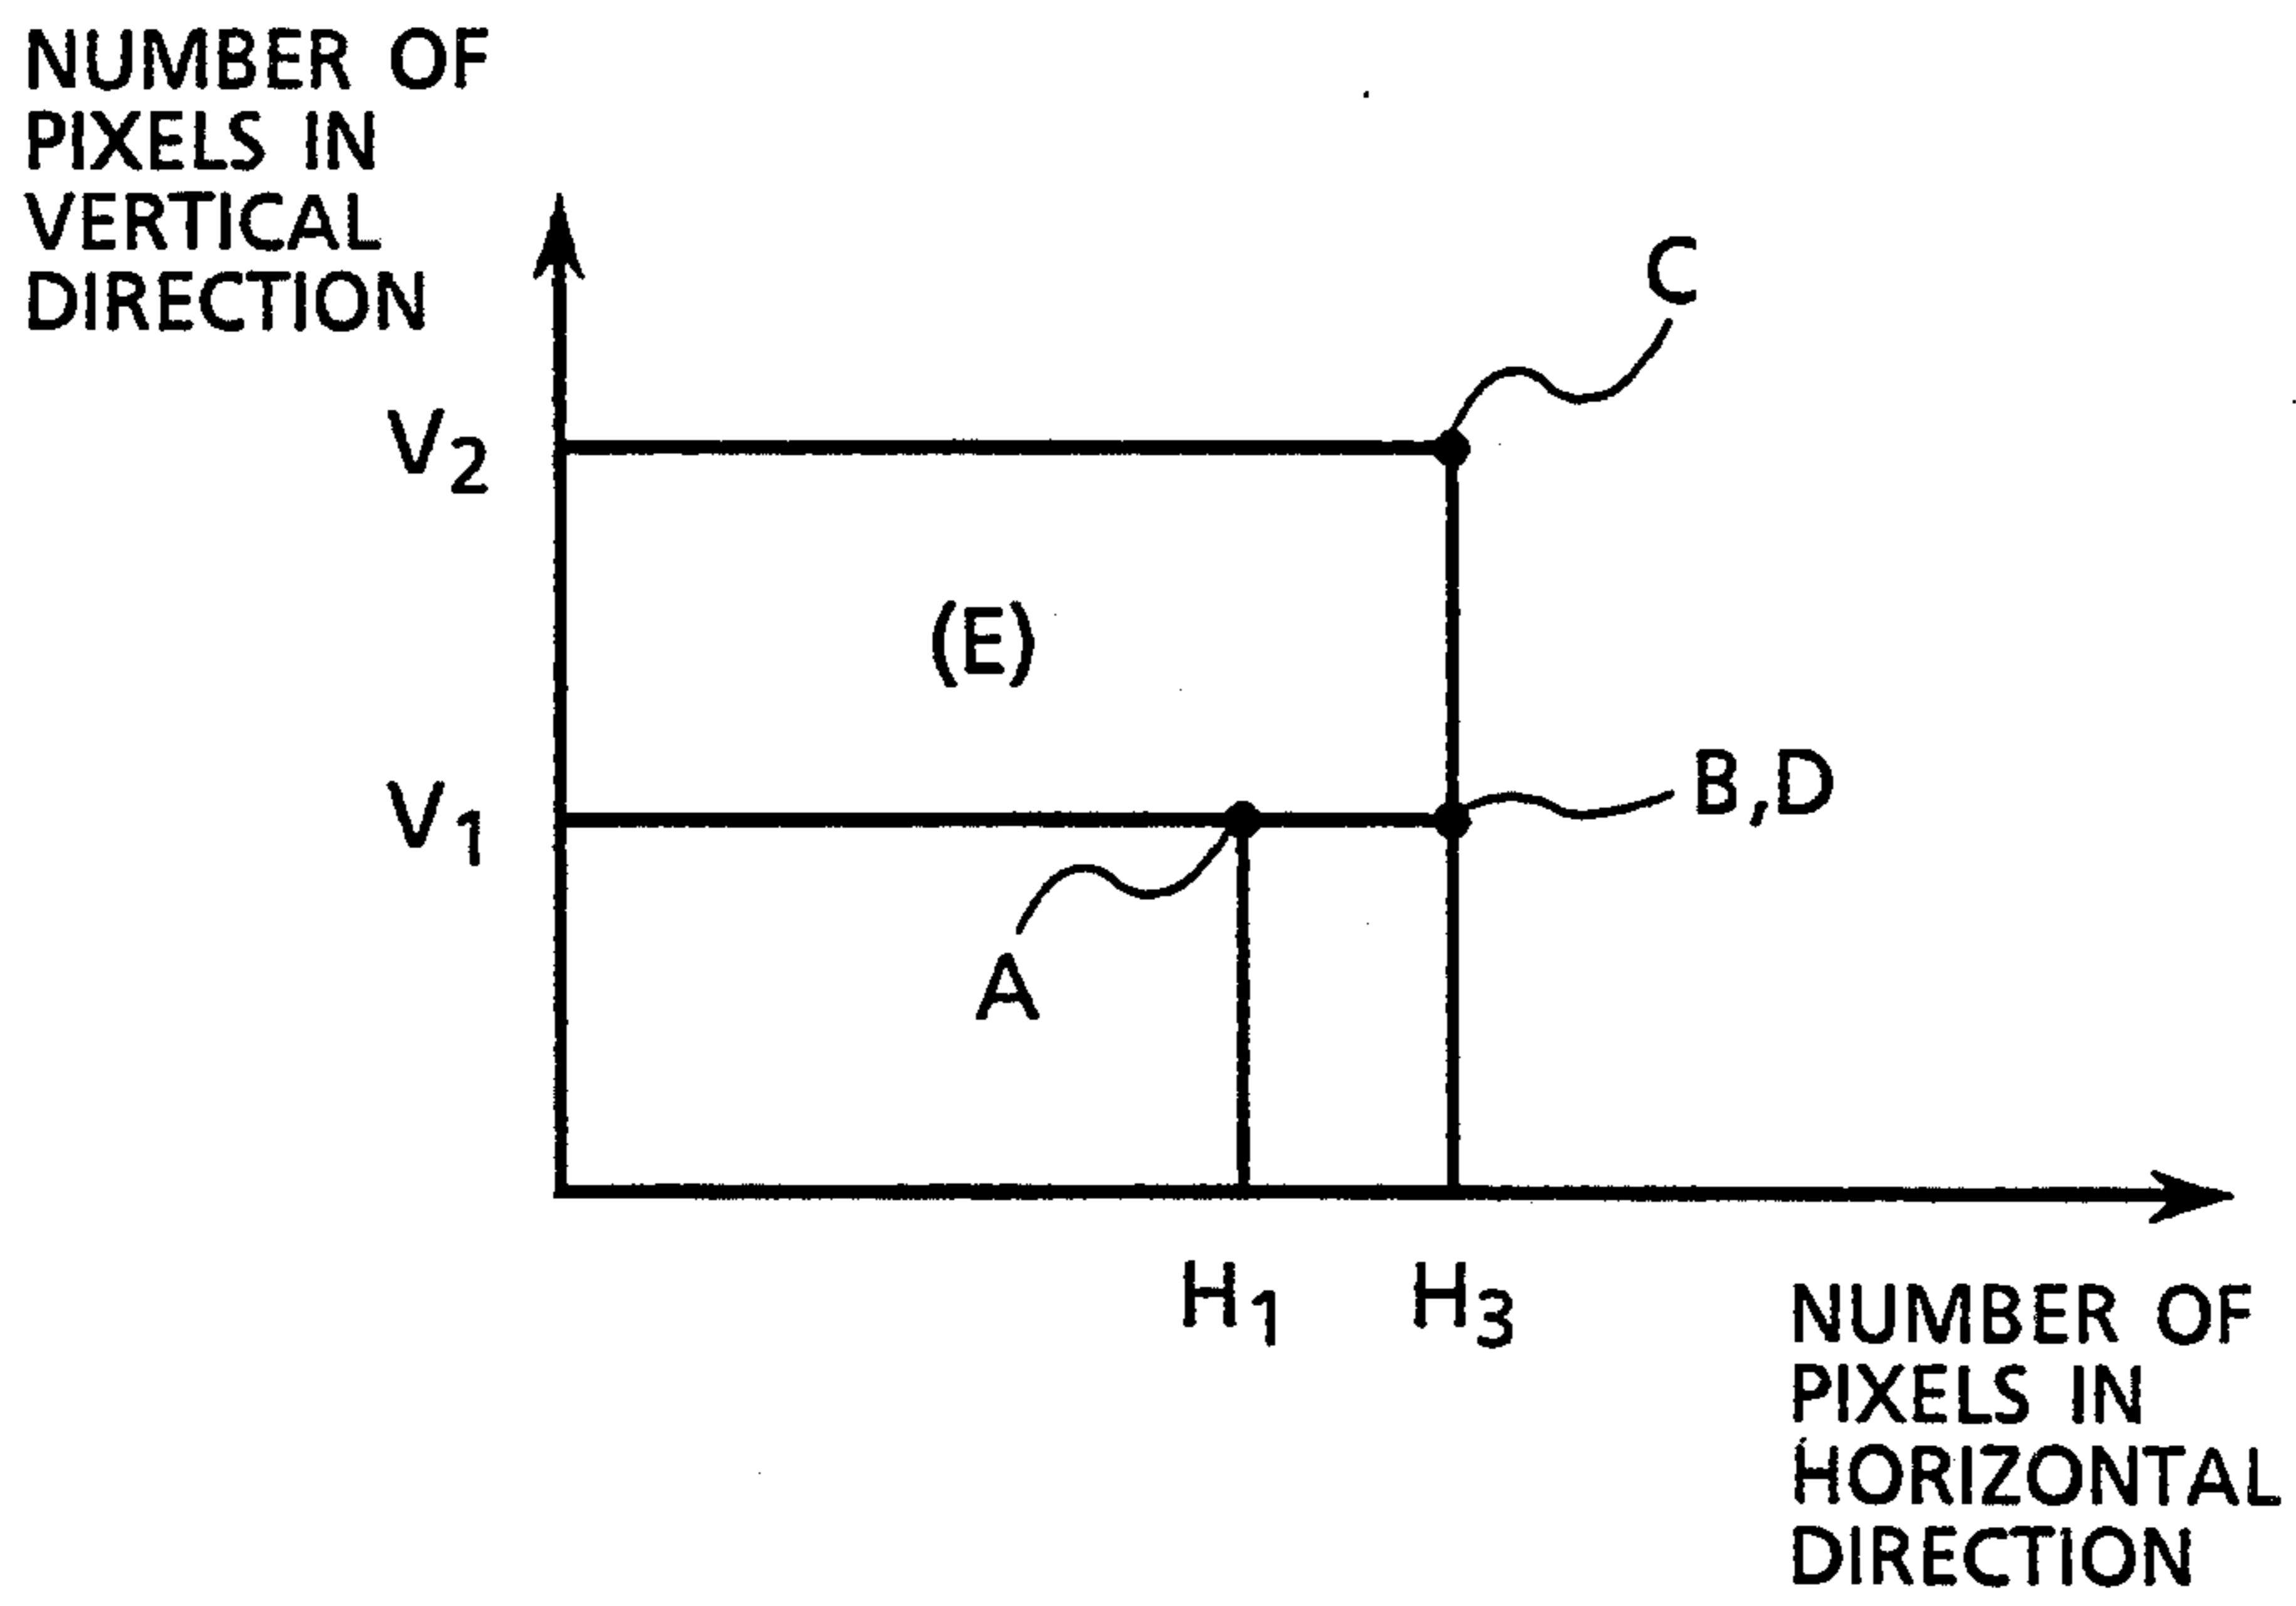 NUMBER OF
PIXELS IN
VERTICAL
DIRECTION
C
V2
(E)
B,D
V1
A
H1 H3
NUMBER OF
PIXELS IN
HORIZONTAL
DIRECTION